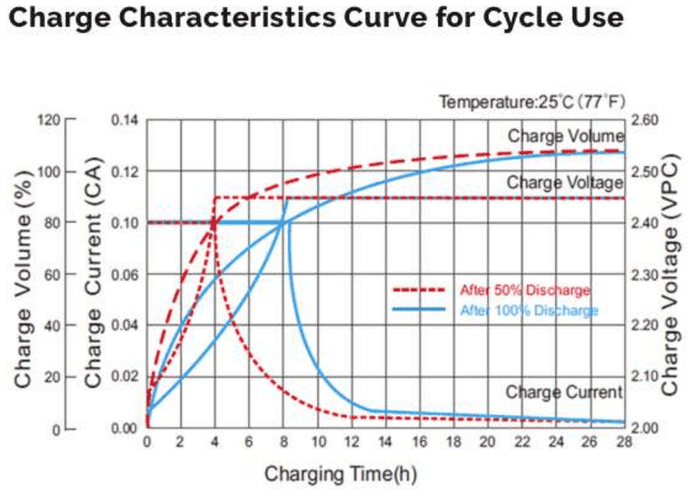 Charge Characteristics Curve for Cycle Use
Temperature:25°C (77°F)
Charge Volume (%)
120
100
80
60
40
20
0
Charge Current (CA)
0.14
0.12
0.10
0.06
0.04
0.02
0.00
Charge Volume
Charge Voltage
After 50% Discharge
After 100% Discharge
Charge Current
2.60
2.50
2.40
2.30
2.20
2.10
2.00
Charge Voltage (VPC)
0 2 4 6 8 10 12 14 16 18 20 22 24 26 28
Charging Time(h)